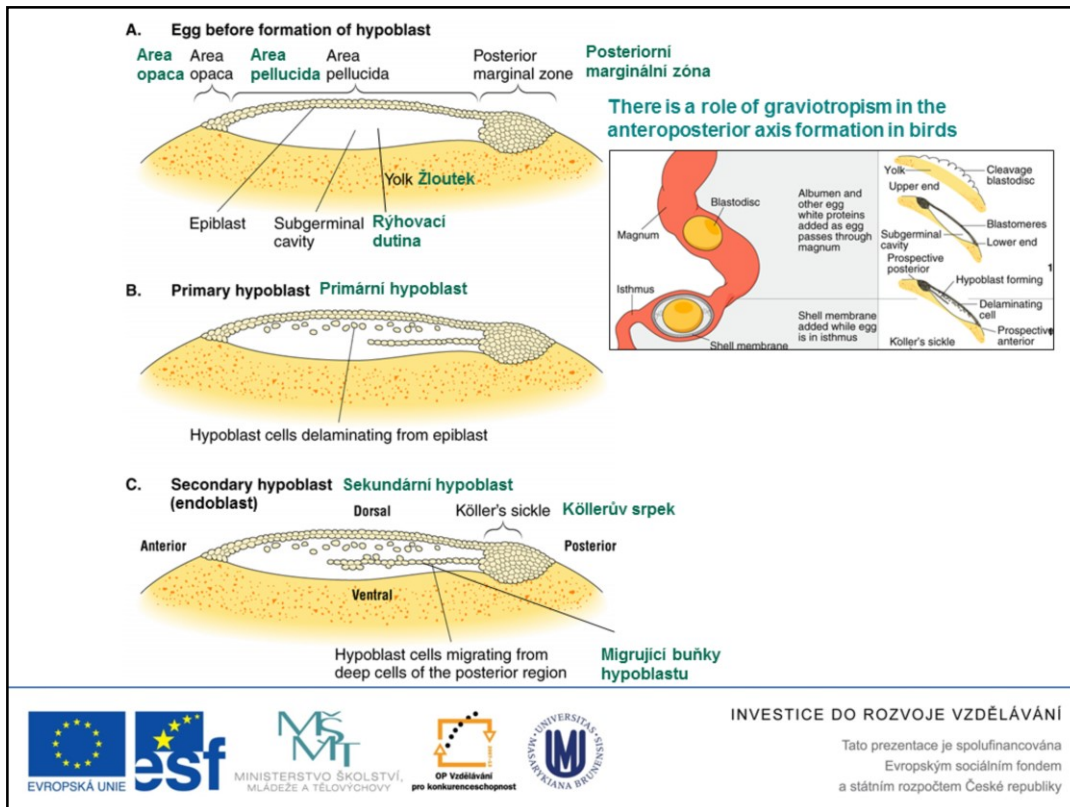 A. Egg before formation of hypoblast
Area opaca
Area opaca
Area pellucida
Area pellucida
Posterior marginal zone
Posteriorní marginální zóna
Yolk Žloutek
Epiblast
Subgerminal cavity
Rýhovací dutina
There is a role of graviotropism in the
anteroposterior axis formation in birds
Magnum
Blastodisc
Isthmus
Shell membrane
Albumen and
other egg
white proteins
added as egg
passes through
magnum
Shell membrane
added while egg
is in isthmus
Yolk
Cleavage
blastodisc
Upper end
Blastomeres
Subgerminal
cavity
Lower end
Prospective
posterior
Hypoblast forming
Delaminating
cell
Prospective
anterior
Köller's sickle
B. Primary hypoblast Primární hypoblast
Hypoblast cells delaminating from epiblast
C. Secondary hypoblast Sekundární hypoblast
(endoblast)
Dorsal
Köller's sickle Köllerův srpek
Anterior
Posterior
Ventral
Hypoblast cells migrating from
deep cells of the posterior region
Migrující buňky
hypoblastu
EVROPSKÁ UNIE
esf
MŠMT
MINISTERSTVO ŠKOLSTVÍ,
MLÁDEŽE A TĚLOVÝCHOVY
OP Vzdělávání
pro konkurenceschopnost
UNIVERSITAS MASARYKIANA BRUNENSIS
INVESTICE DO ROZVOJE VZDĚLÁVÁNÍ
Tato prezentace je spolufinancována
Evropským sociálním fondem
a státním rozpočtem České republiky